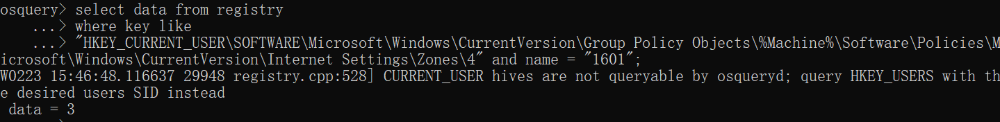 osquery> select data from registry
...> where key like
...> "HKEY_CURRENT_USER\SOFTWARE\Microsoft\Windows\CurrentVersion\Group Policy Objects\%Machine%\Software\Policies\M
icrosoft\Windows\CurrentVersion\Internet Settings\Zones\4" and name = "1601";
W0223 15:46:48.116637 29948 registry.cpp:528] CURRENT_USER hives are not queryable by osqueryd; query HKEY_USERS with th
e desired users SID instead
data = 3